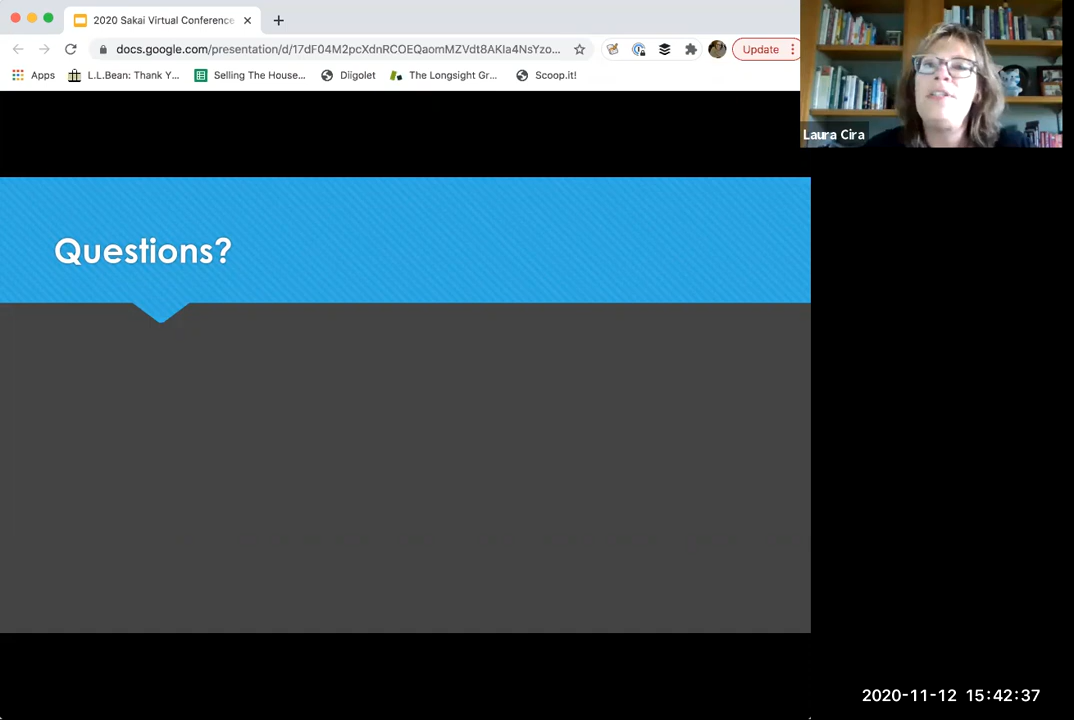 2020 Sakai Virtual Conference
docs.google.com/presentation/d/17dF04M2pcXdnRCOEQaomMZVdt8AKIa4NsYzo...
Update
Apps
L.L.Bean: Thank Y...
Selling The House...
Diigolet
The Longsight Gr...
Scoop.it!
Laura Cira
Questions?
2020-11-12 15:42:37